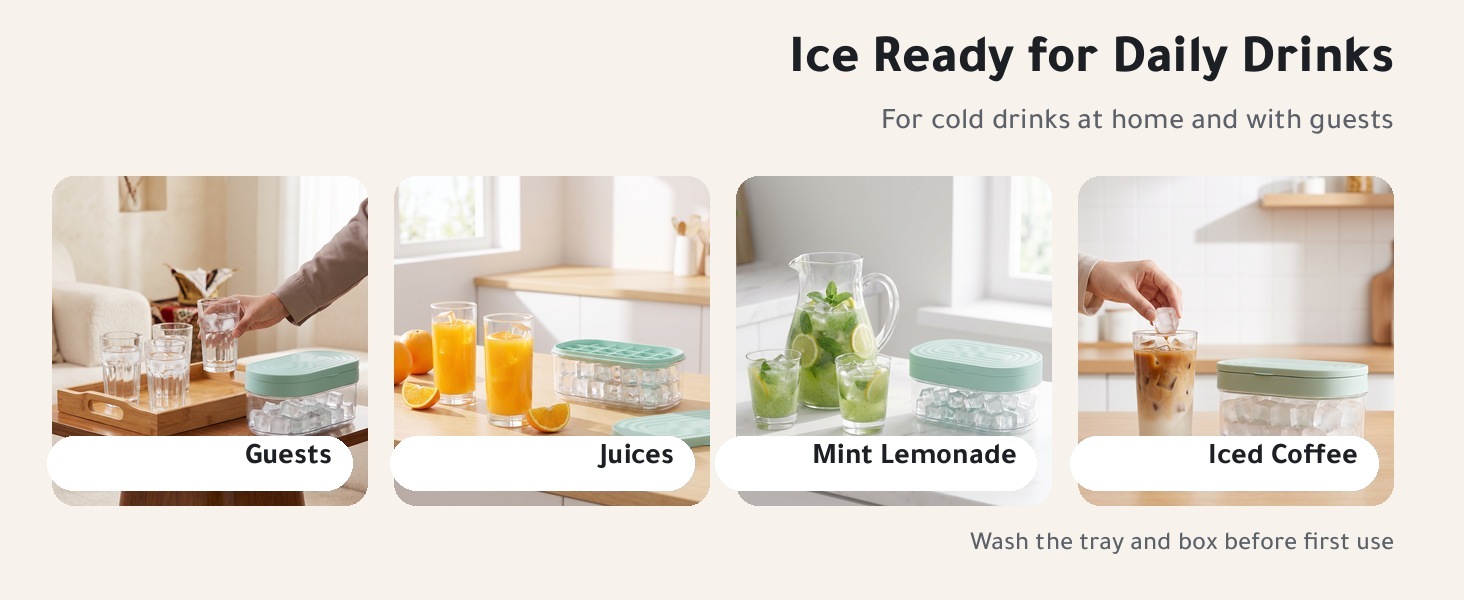 Ice Ready for Daily Drinks
For cold drinks at home and with guests
Guests
Juices
Mint Lemonade
Iced Coffee
Wash the tray and box before first use